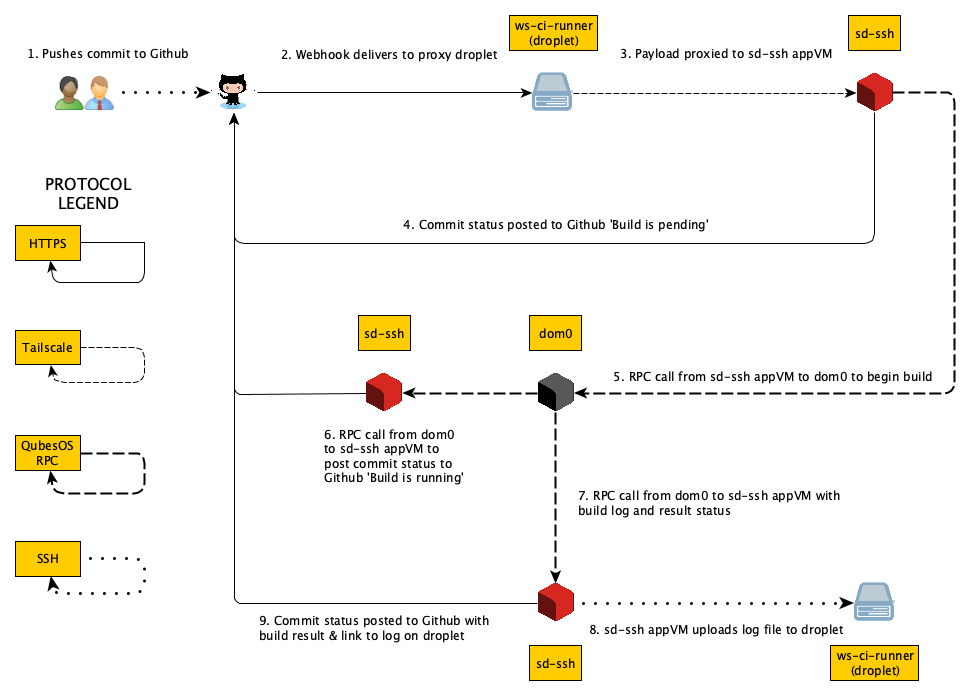 ws-ci-runner
(droplet)
sd-ssh
1. Pushes commit to Github
2. Webhook delivers to proxy droplet
3. Payload proxied to sd-ssh appVM
PROTOCOL
LEGEND
HTTPS
4. Commit status posted to Github 'Build is pending'
Tailscale
sd-ssh
dom0
5. RPC call from sd-ssh appVM to dom0 to begin build
QubesOS
RPC
6. RPC call from dom0
to sd-ssh appVM to
post commit status to
Github 'Build is running'
7. RPC call from dom0 to sd-ssh appVM with
build log and result status
SSH
9. Commit status posted to Github with
build result & link to log on droplet
8. sd-ssh appVM uploads log file to droplet
sd-ssh
ws-ci-runner
(droplet)